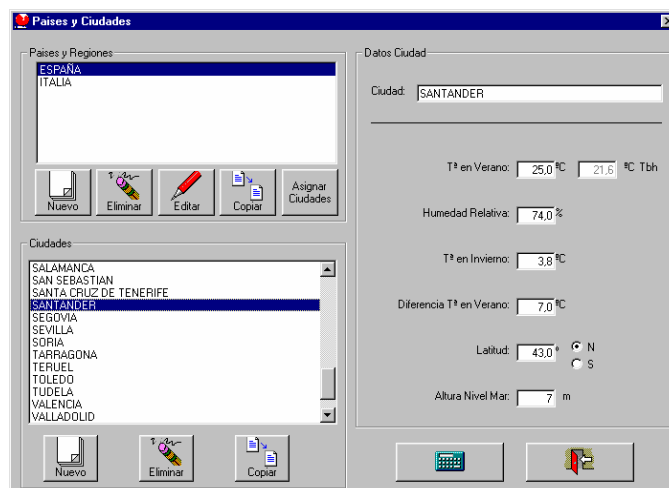 Paises y Ciudades
Paises y Regiones
ESPAÑA
ITALIA
Nuevo
Eliminar
Editar
Copiar
Asignar
Ciudades
Ciudades
SALAMANCA
SAN SEBASTIAN
SANTA CRUZ DE TENERIFE
SANTANDER
SEGOVIA
SEVILLA
SORIA
TARRAGONA
TERUEL
TOLEDO
TUDELA
VALENCIA
VALLADOLID
Nuevo
Eliminar
Copiar
Datos Ciudad
Ciudad: SANTANDER
Tª en Verano: 25,0 ºC 21,6 ºC Tbh
Humedad Relativa: 74,0 %
Tª en Invierno: 3,8 ºC
Diferencia Tª en Verano: 7,0 ºC
Latitud: 43,0 º N
S
Altura Nivel Mar: 7 m